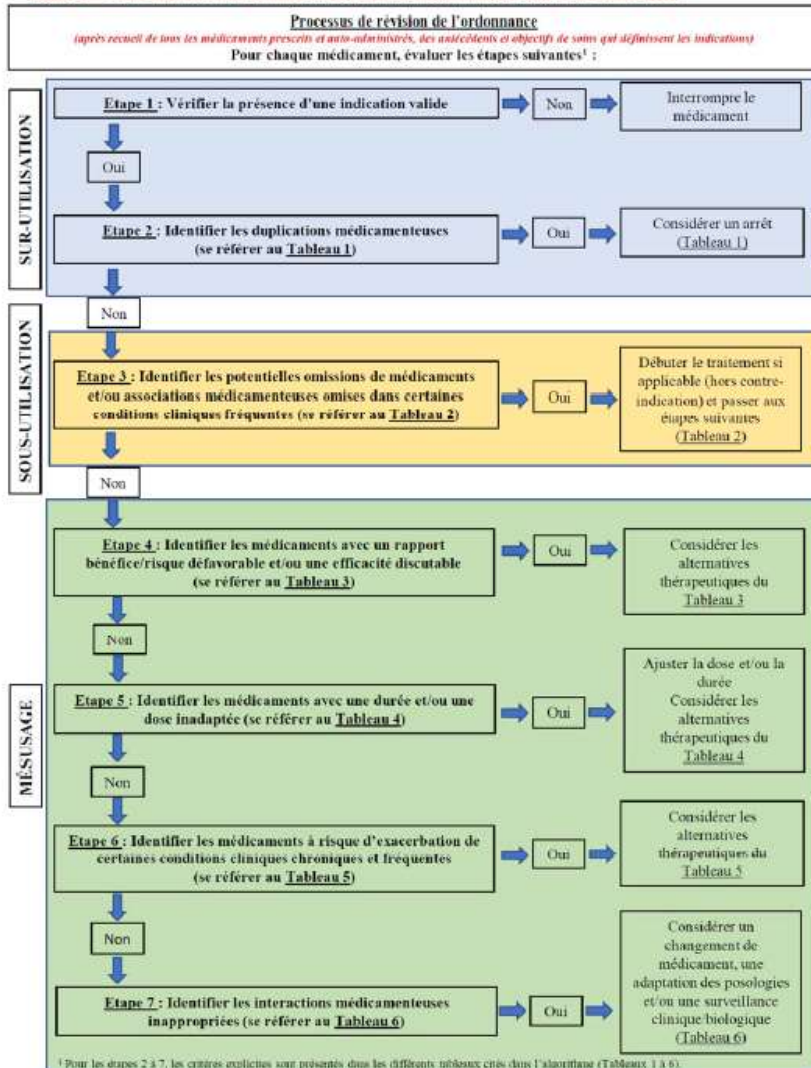 Processus de révision de l'ordonnance
(après recueil de tous les médicaments prescrits et auto-administrés, des antécédents et objectifs de soins qui définissent les indications)
Pour chaque médicament, évaluer les étapes suivantes¹ :
SUR-UTILISATION
Etape 1 : Vérifier la présence d'une indication valide
Non
Interrompre le
médicament
Oui
Etape 2 : Identifier les duplications médicamenteuses
(se référer au Tableau 1)
Oui
Considérer un arrêt
(Tableau 1)
Non
SOUS-UTILISATION
Etape 3 : Identifier les potentielles omissions de médicaments
et/ou associations médicamenteuses omises dans certaines
conditions cliniques fréquentes (se référer au Tableau 2)
Oui
Débuter le traitement si
applicable (hors contre-
indication) et passer aux
étapes suivantes
(Tableau 2)
Non
MÉSUSAGE
Etape 4 : Identifier les médicaments avec un rapport
bénéfice/risque défavorable et/ou une efficacité discutable
(se référer au Tableau 3)
Oui
Considérer les
alternatives
thérapeutiques du
Tableau 3
Non
Etape 5 : Identifier les médicaments avec une durée et/ou une
dose inadaptée (se référer au Tableau 4)
Oui
Ajuster la dose et/ou la
durée
Considérer les
alternatives
thérapeutiques du
Tableau 4
Non
Etape 6 : Identifier les médicaments à risque d'exacerbation de
certaines conditions cliniques chroniques et fréquentes
(se référer au Tableau 5)
Oui
Considérer les
alternatives
thérapeutiques du
Tableau 5
Non
Etape 7 : Identifier les interactions médicamenteuses
inappropriées (se référer au Tableau 6)
Oui
Considérer un
changement de
médicament, une
adaptation des posologies
et/ou une surveillance
clinique/biologique
(Tableau 6)
¹ Pour les étapes 2 à 7, les critères explicites sont présentés dans les différents tableaux cités dans l'algorithme (Tableaux 1 à 6).